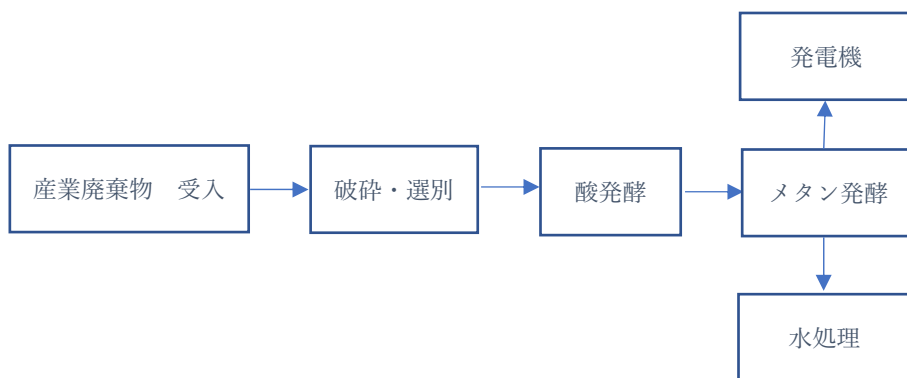 発電機
産業廃棄物　受入
破砕・選別
酸発酵
メタン発酵
水処理